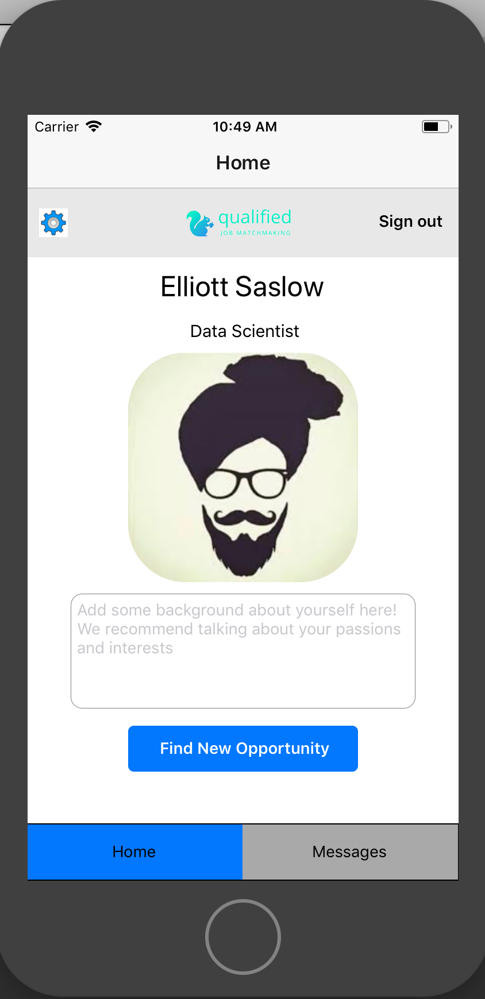 Carrier 10:49 AM
Home
qualified
JOB MATCHMAKING
Sign out
Elliott Saslow
Data Scientist
Add some background about yourself here!
We recommend talking about your passions
and interests
Find New Opportunity
Home Messages